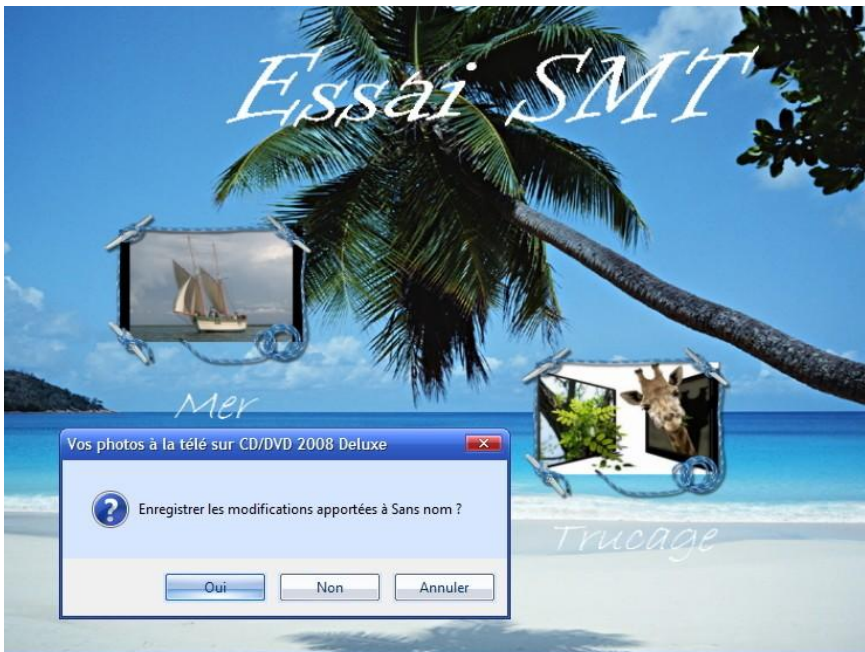 Essai SMT
Mer
Trucage
Vos photos à la télé sur CD/DVD 2008 Deluxe
Enregistrer les modifications apportées à Sans nom ?
Oui
Non
Annuler